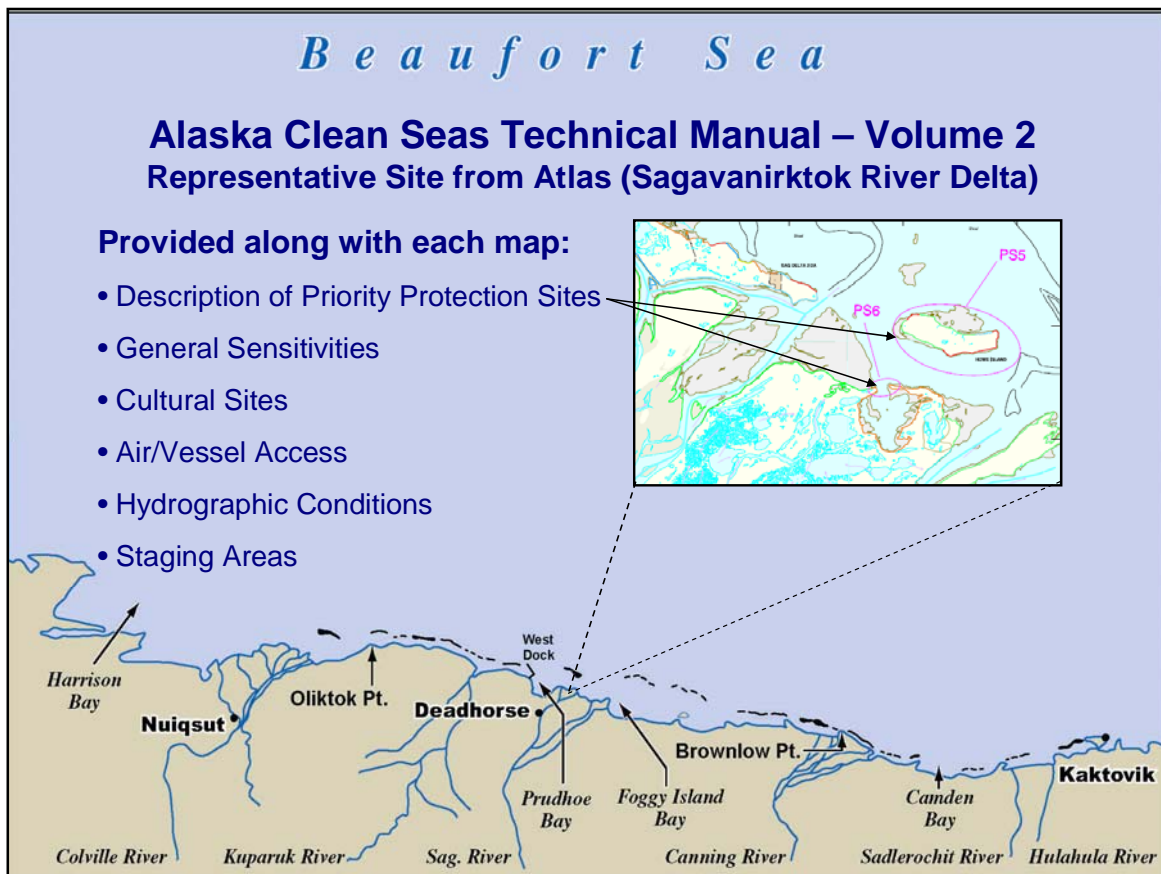 Beaufort Sea
Alaska Clean Seas Technical Manual – Volume 2
Representative Site from Atlas (Sagavanirktok River Delta)
Provided along with each map:
• Description of Priority Protection Sites
• General Sensitivities
• Cultural Sites
• Air/Vessel Access
• Hydrographic Conditions
• Staging Areas
PS5
PS6
HOWE ISLAND
Harrison
Bay
Nuiqsut
Oliktok Pt.
Deadhorse
West
Dock
Prudhoe
Bay
Foggy Island
Bay
Brownlow Pt.
Camden
Bay
Kaktovik
Colville River
Kuparuk River
Sag. River
Canning River
Sadlerochit River
Hulahula River